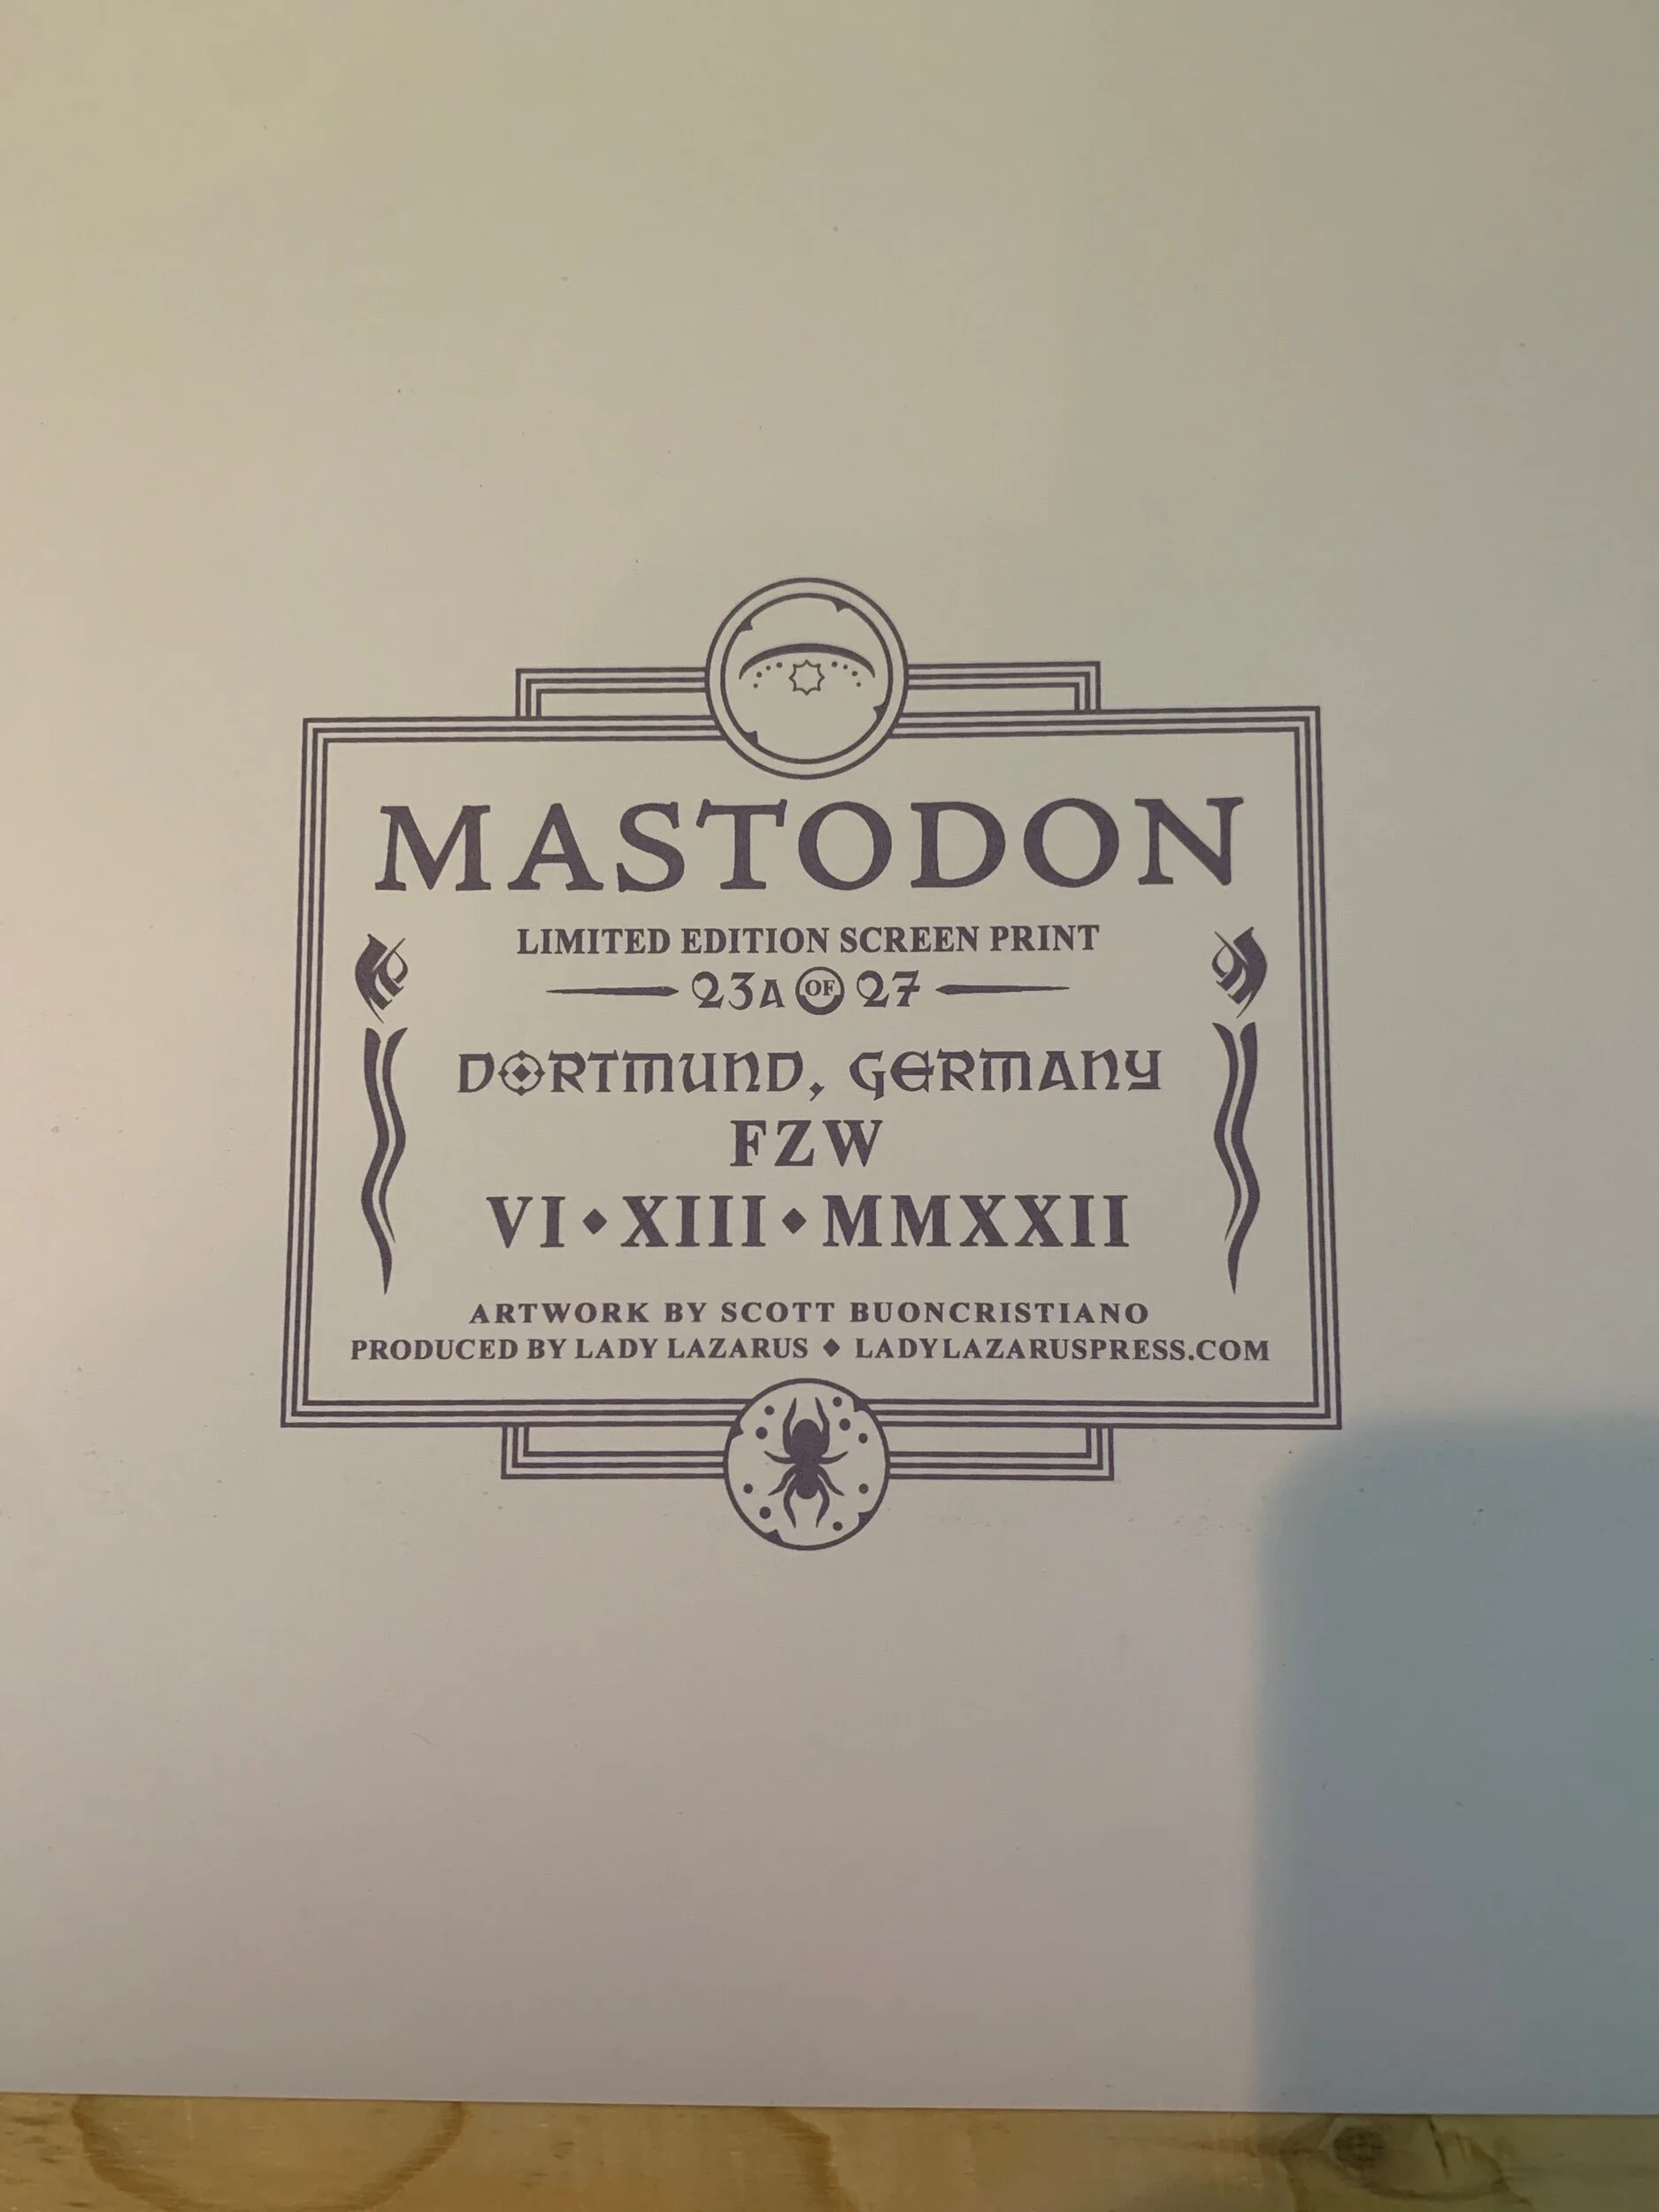 MASTODON
LIMITED EDITION SCREEN PRINT
23A OF 27
DORTMUND, GERMANY
FZW
VI◆XIII◆MMXXII
ARTWORK BY SCOTT BUONCRISTIANO
PRODUCED BY LADY LAZARUS ◆ LADYLAZARUSPRESS.COM